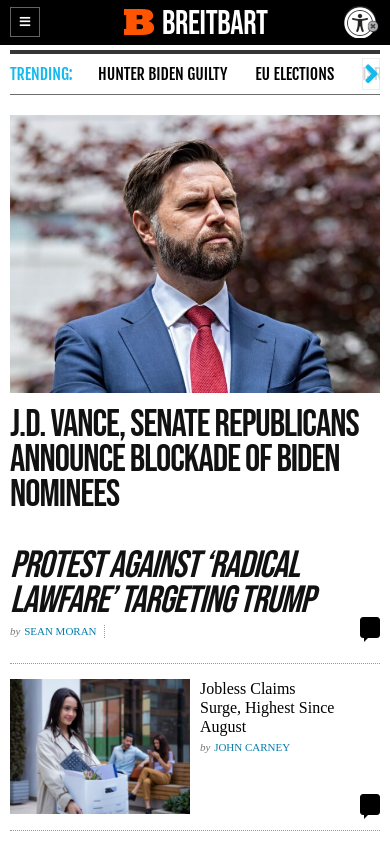 BREITBART
TRENDING: HUNTER BIDEN GUILTY EU ELECTIONS
J.D. VANCE, SENATE REPUBLICANS
ANNOUNCE BLOCKADE OF BIDEN
NOMINEES
PROTEST AGAINST ‘RADICAL
LAWFARE’ TARGETING TRUMP
by SEAN MORAN
Jobless Claims
Surge, Highest Since
August
by JOHN CARNEY